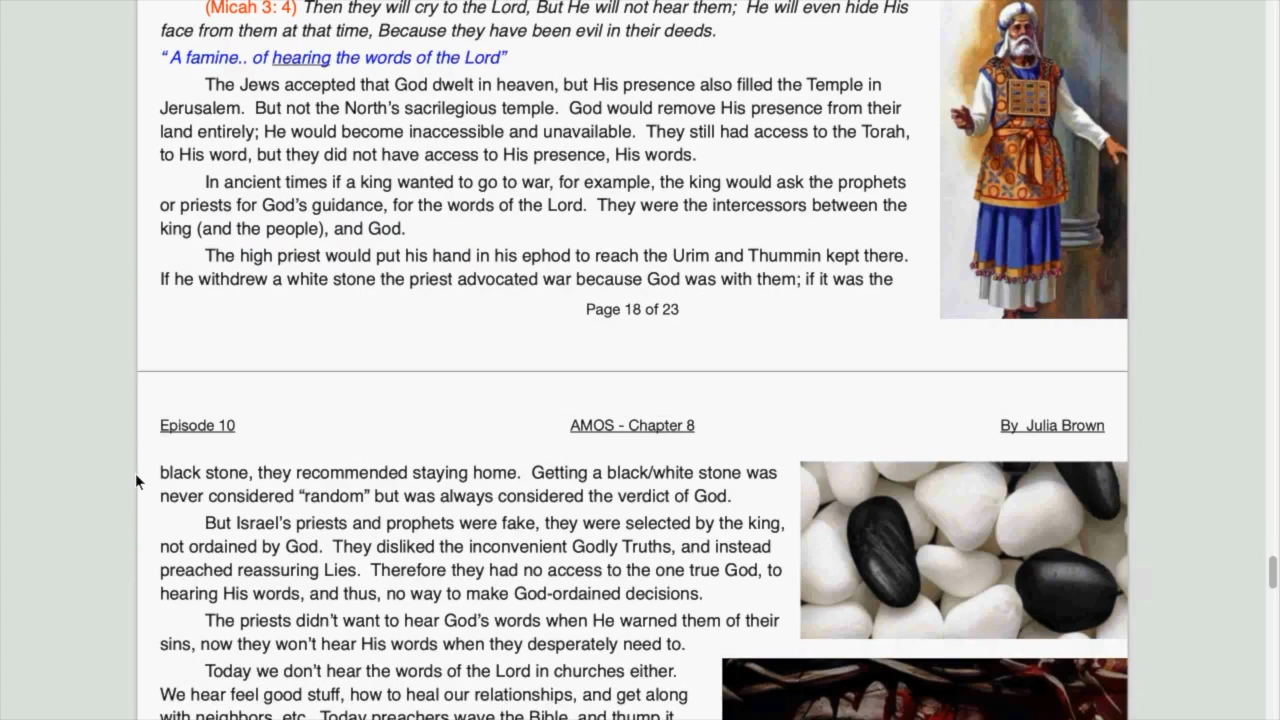 (Micah 3: 4) Then they will cry to the Lord, But He will not hear them;  He will even hide His
face from them at that time, Because they have been evil in their deeds.
“ A famine.. of hearing the words of the Lord”
The Jews accepted that God dwelt in heaven, but His presence also filled the Temple in
Jerusalem.  But not the North’s sacrilegious temple.  God would remove His presence from their
land entirely; He would become inaccessible and unavailable.  They still had access to the Torah,
to His word, but they did not have access to His presence, His words.
In ancient times if a king wanted to go to war, for example, the king would ask the prophets
or priests for God’s guidance, for the words of the Lord.  They were the intercessors between the
king (and the people), and God.
The high priest would put his hand in his ephod to reach the Urim and Thummin kept there.
If he withdrew a white stone the priest advocated war because God was with them; if it was the
Page 18 of 23
Episode 10
AMOS - Chapter 8
By  Julia Brown
black stone, they recommended staying home.  Getting a black/white stone was
never considered “random” but was always considered the verdict of God.
But Israel’s priests and prophets were fake, they were selected by the king,
not ordained by God.  They disliked the inconvenient Godly Truths, and instead
preached reassuring Lies.  Therefore they had no access to the one true God, to
hearing His words, and thus, no way to make God-ordained decisions.
The priests didn’t want to hear God’s words when He warned them of their
sins, now they won’t hear His words when they desperately need to.
Today we don’t hear the words of the Lord in churches either.
We hear feel good stuff, how to heal our relationships, and get along
with neighbors, etc.  Today preachers wave the Bible, and thump it